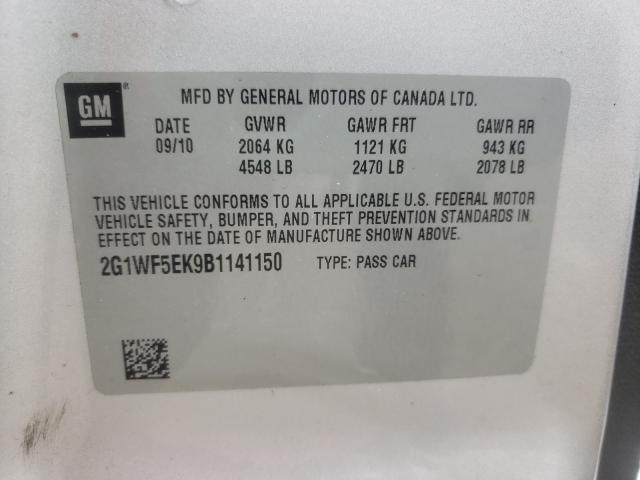 GM®
MFD BY GENERAL MOTORS OF CANADA LTD.
DATE GVWR GAWR FRT GAWR RR
09/10 2064 KG 1121 KG 943 KG
4548 LB 2470 LB 2078 LB
THIS VEHICLE CONFORMS TO ALL APPLICABLE U.S. FEDERAL MOTOR
VEHICLE SAFETY, BUMPER, AND THEFT PREVENTION STANDARDS IN
EFFECT ON THE DATE OF MANUFACTURE SHOWN ABOVE.
2G1WF5EK9B1141150 TYPE: PASS CAR